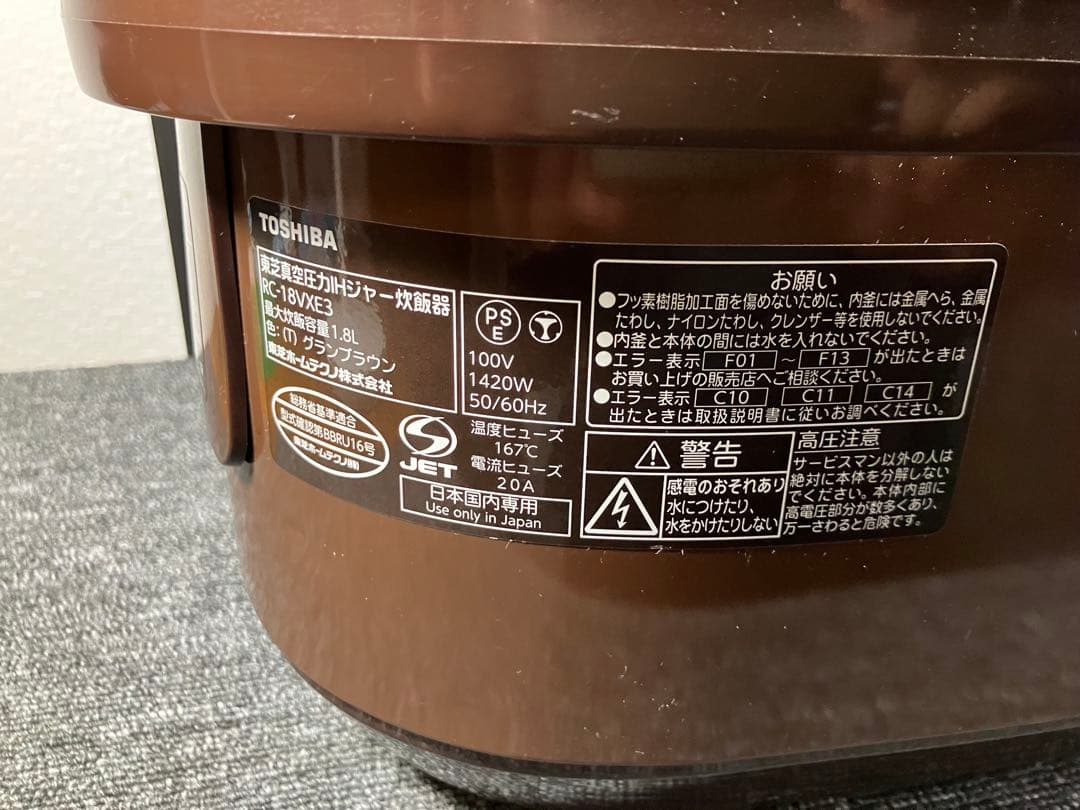 TOSHIBA
東芝真空圧力IHジャー炊飯器
RC-18VXE3
最大炊飯容量1.8L
色:(T) グランブラウン
東芝ホームテクノ株式会社
PS
E
100V
1420W
50/60Hz
総務省基準適合
型式確認第BBRU16号
東芝ホームテクノ(株)
JET
温度ヒューズ
167℃
電流ヒューズ
20A
日本国内専用
Use only in Japan
お願い
●フッ素樹脂加工面を傷めないために、内釜には金属へら、金属
たわし、ナイロンたわし、クレンザー等を使用しないでください。
●内釜と本体の間には水を入れないでください。
●エラー表示 F01 ～ F13 が出たときは
お買い上げの販売店へご相談ください。
●エラー表示 C10 C11 C14 が
出たときは取扱説明書に従いお調べください。
警告
感電のおそれあり
水につけたり、
水をかけたりしない
高圧注意
サービスマン以外の人は
絶対に本体を分解しない
でください。本体内部に
高電圧部分が数多くあり、
万一さわると危険です。